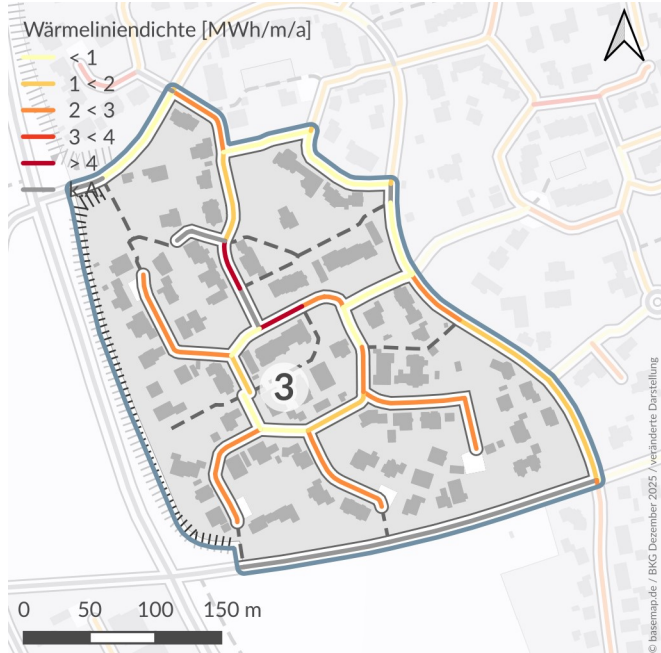 Wärmeliniendichte [MWh/m/a]
< 1
1 < 2
2 < 3
3 < 4
> 4
k.A.
3
0 50 100 150 m
© basemap.de / BKG Dezember 2025 / veränderte Darstellung